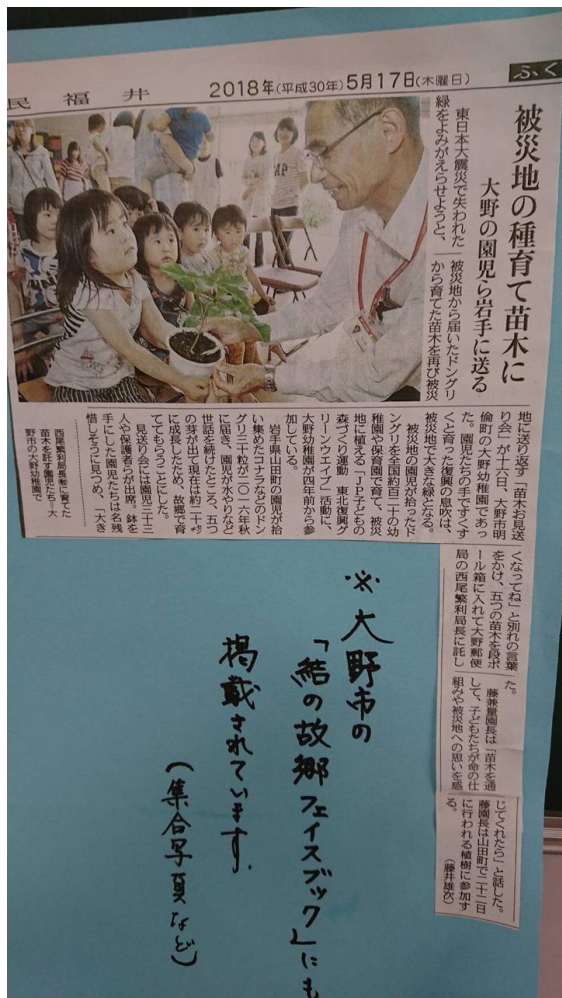 ふく
2018年(平成30年)5月17日(木曜日)
民福井
被災地の種育て苗木に
大野の園児ら岩手に送る
東日本大震災で失われた
緑をよみがえらせようと、
被災地から届いたドングリ
から育てた苗木を再び被災
地に送り返す「苗木お見送
り会」が十六日、大野市明
倫町の大野幼稚園であっ
た。園児たちの手ですくす
くと育った復興の息吹は、
被災地で大きな緑となる。
被災地の園児が拾ったド
ングリを全国約百二十の幼
稚園や保育園で育て、被災
地に植える「JP子どもの
森づくり運動 東北復興グ
リーンウェイブ」活動に、
大野幼稚園が四年前から参
加している。
岩手県山田町の園児が拾
い集めたコナラなどのドン
グリ三十粒が二〇一六年秋
に届き、園児が水やりなど
世話を続けたところ、五つ
の芽が出て現在は約二十㌢
に成長したため、故郷で育
ててもらうことにした。
見送り会には園児三十三
人や保護者らが出席。鉢を
手にした園児たちは名残
惜しそうに見つめ、「大き
西尾繁利局長㊨に育てた
苗木を託す園児たち=大
野市の大野幼稚園で
くなってね」と別れの言葉
をかけ、五つの苗木を段ボ
ール箱に入れて大野郵便
局の西尾繁利局長に託し
た。
藤兼量園長は「苗木を通
して、子どもたちが命の仕
組みや被災地への思いを感
じてくれたら」と話した。
藤園長は山田町で二十二日
に行われる植樹に参加す
る。
(藤井雄次)
※大野市の
「結の故郷フェイスブック」にも
掲載されています.
(集合写真など)